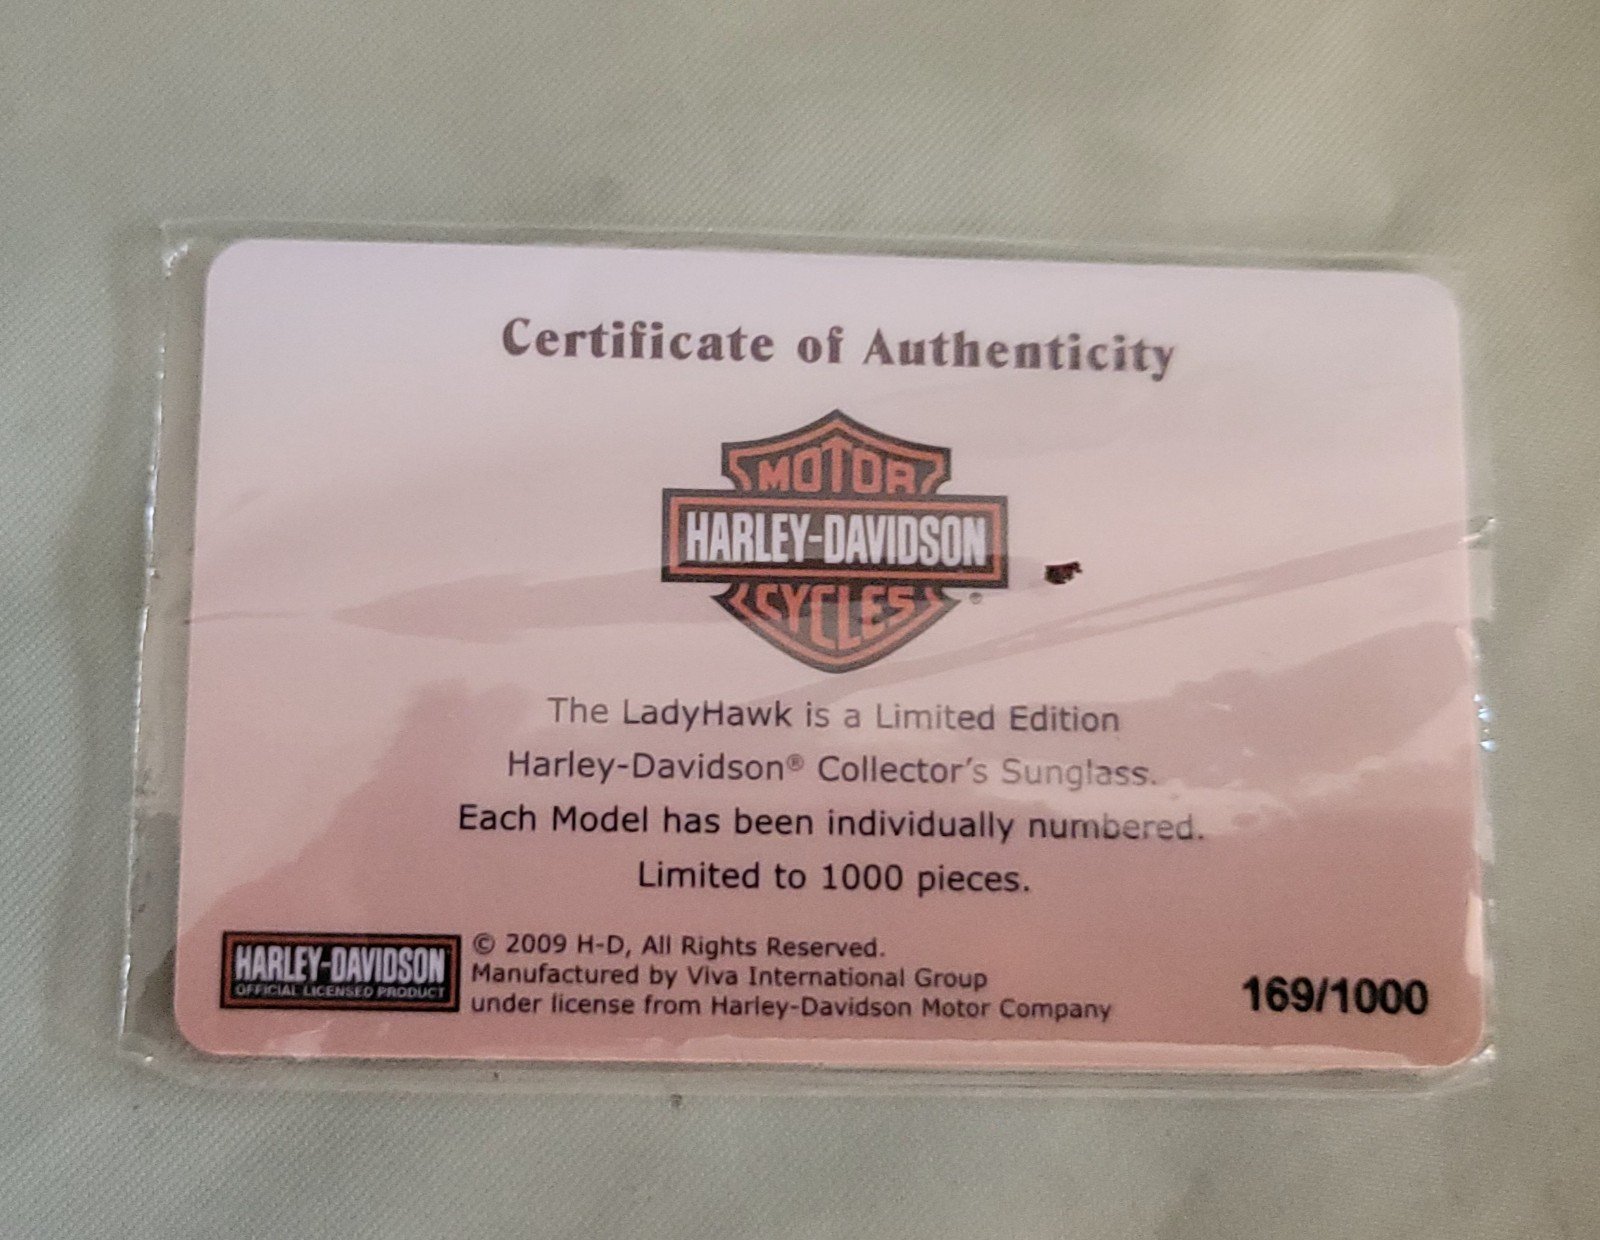 Certificate of Authenticity
MOTOR
HARLEY-DAVIDSON
CYCLES
®
The LadyHawk is a Limited Edition
Harley-Davidson® Collector's Sunglass.
Each Model has been individually numbered.
Limited to 1000 pieces.
HARLEY-DAVIDSON
OFFICIAL LICENSED PRODUCT
© 2009 H-D, All Rights Reserved.
Manufactured by Viva International Group
under license from Harley-Davidson Motor Company
169/1000